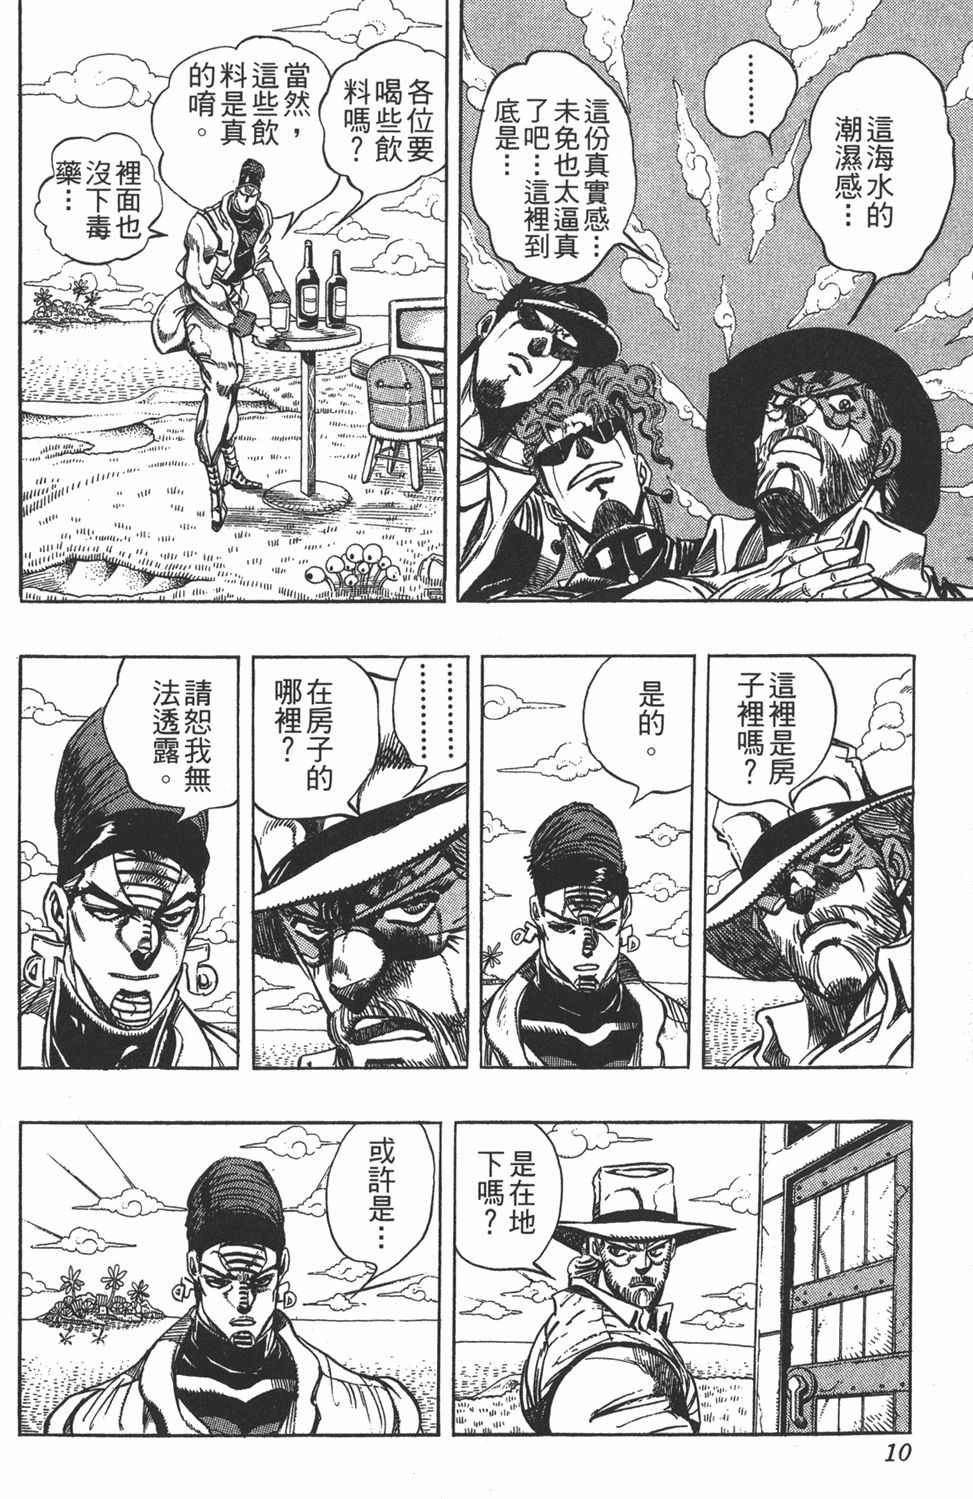 這海水的
潮濕感…
………
這份真實感…
未免也太逼真
了吧…這裡到
底是…
各位要
喝些飲
料嗎？
當然，
這些飲
料是真
的唷。
裡面也
沒下毒
藥…
這裡是房
子裡嗎？
是的。
…………
在房子的
哪裡？
請恕我無
法透露。
是在地
下嗎？
或許是…
10